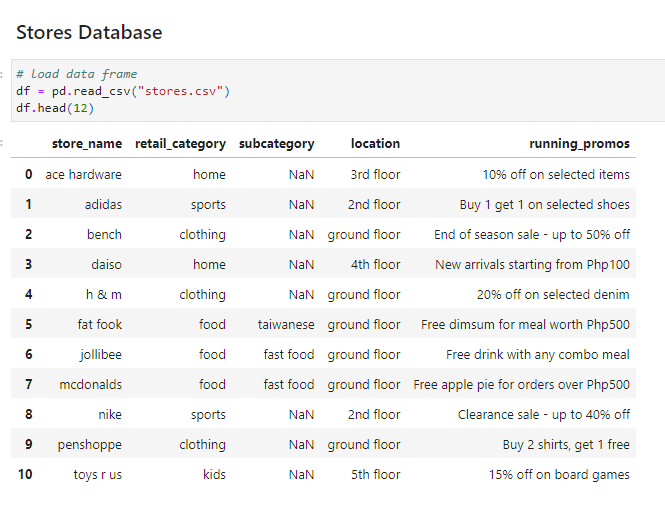 Stores Database
# load data frame
df = pd.read_csv("stores.csv")
df.head(12)
store_name retail_category subcategory location running_promos
0 ace hardware home NaN 3rd floor 10% off on selected items
1 adidas sports NaN 2nd floor Buy 1 get 1 on selected shoes
2 bench clothing NaN ground floor End of season sale - up to 50% off
3 daiso home NaN 4th floor New arrivals starting from Php100
4 h & m clothing NaN ground floor 20% off on selected denim
5 fat fook food taiwanese ground floor Free dimsum for meal worth Php500
6 jollibee food fast food ground floor Free drink with any combo meal
7 mcdonalds food fast food ground floor Free apple pie for orders over Php500
8 nike sports NaN 2nd floor Clearance sale - up to 40% off
9 penshoppe clothing NaN ground floor Buy 2 shirts, get 1 free
10 toys r us kids NaN 5th floor 15% off on board games